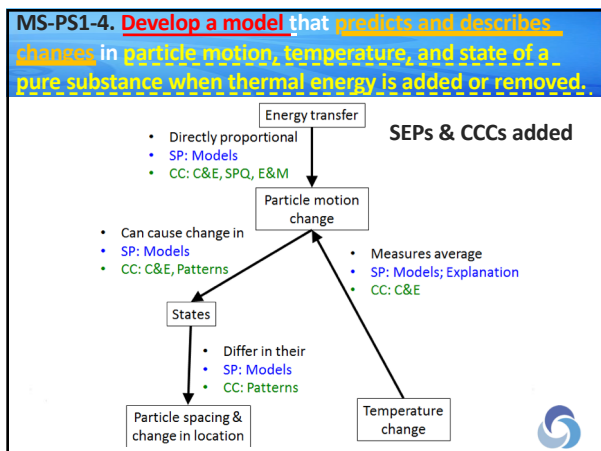 MS-PS1-4. Develop a model that predicts and describes
changes in particle motion, temperature, and state of a
pure substance when thermal energy is added or removed.
Energy transfer
SEPs & CCCs added
• Directly proportional
• SP: Models
• CC: C&E, SPQ, E&M
Particle motion
change
• Can cause change in
• SP: Models
• CC: C&E, Patterns
• Measures average
• SP: Models; Explanation
• CC: C&E
States
• Differ in their
• SP: Models
• CC: Patterns
Particle spacing &
change in location
Temperature
change